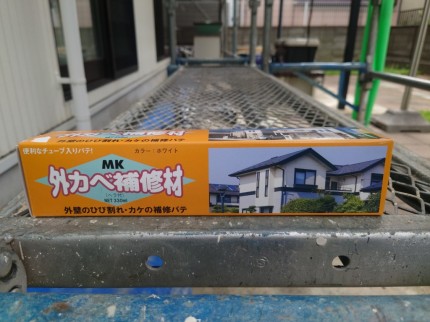 便利なチューブ入りパテ!
カラー：ホワイト
MK
外カベ補修材
NET 330ml
外壁のひび割れ・カケの補修パテ